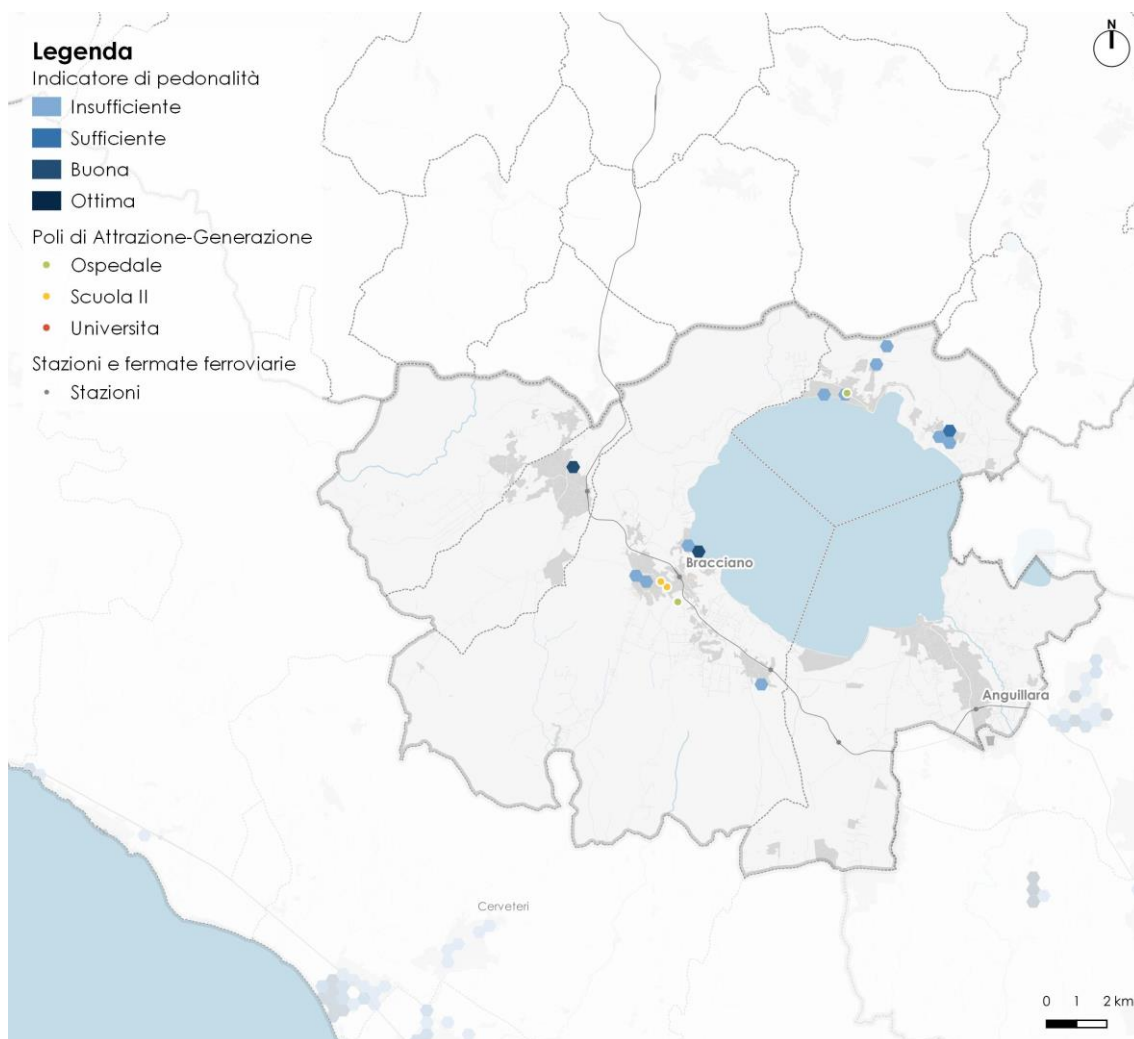 N
Legenda
Indicatore di pedonalità
Insufficiente
Sufficiente
Buona
Ottima
Poli di Attrazione-Generazione
Ospedale
Scuola II
Universita
Stazioni e fermate ferroviarie
Stazioni
Bracciano
Anguillara
Cerveteri
0 1 2 km